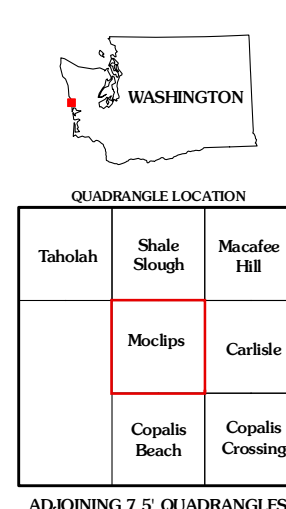 WASHINGTON
QUADRANGLE LOCATION
Taholah
Shale
Slough
Macafee
Hill
Moclips
Carlisle
Copalis
Beach
Copalis
Crossing
ADJOINING 7.5' QUADRANGLES